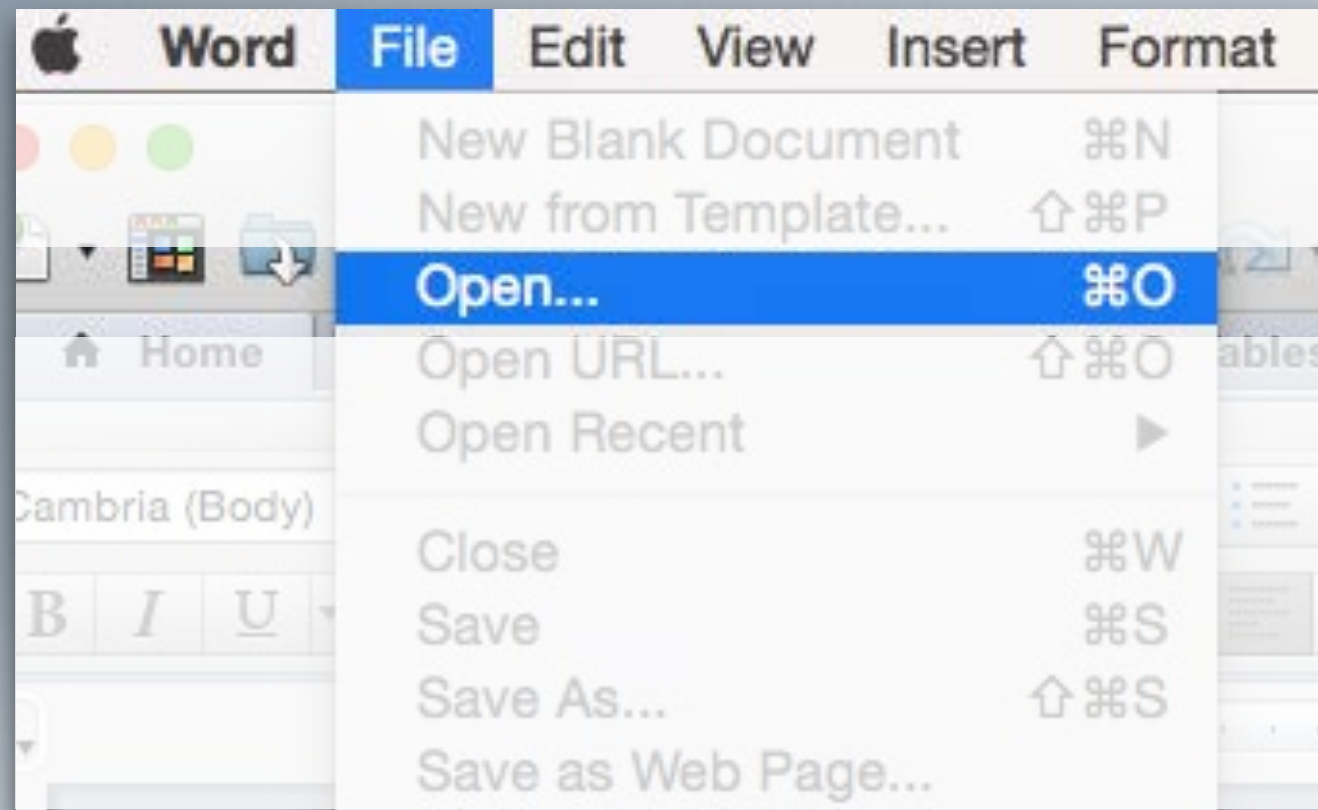 Word File Edit View Insert Format
New Blank Document ⌘N
New from Template... ⇧⌘P
Open... ⌘O
Home Open URL... ⇧⌘O ables
Open Recent ▶
Cambria (Body)
Close ⌘W
B I U Save ⌘S
Save As... ⇧⌘S
Save as Web Page...